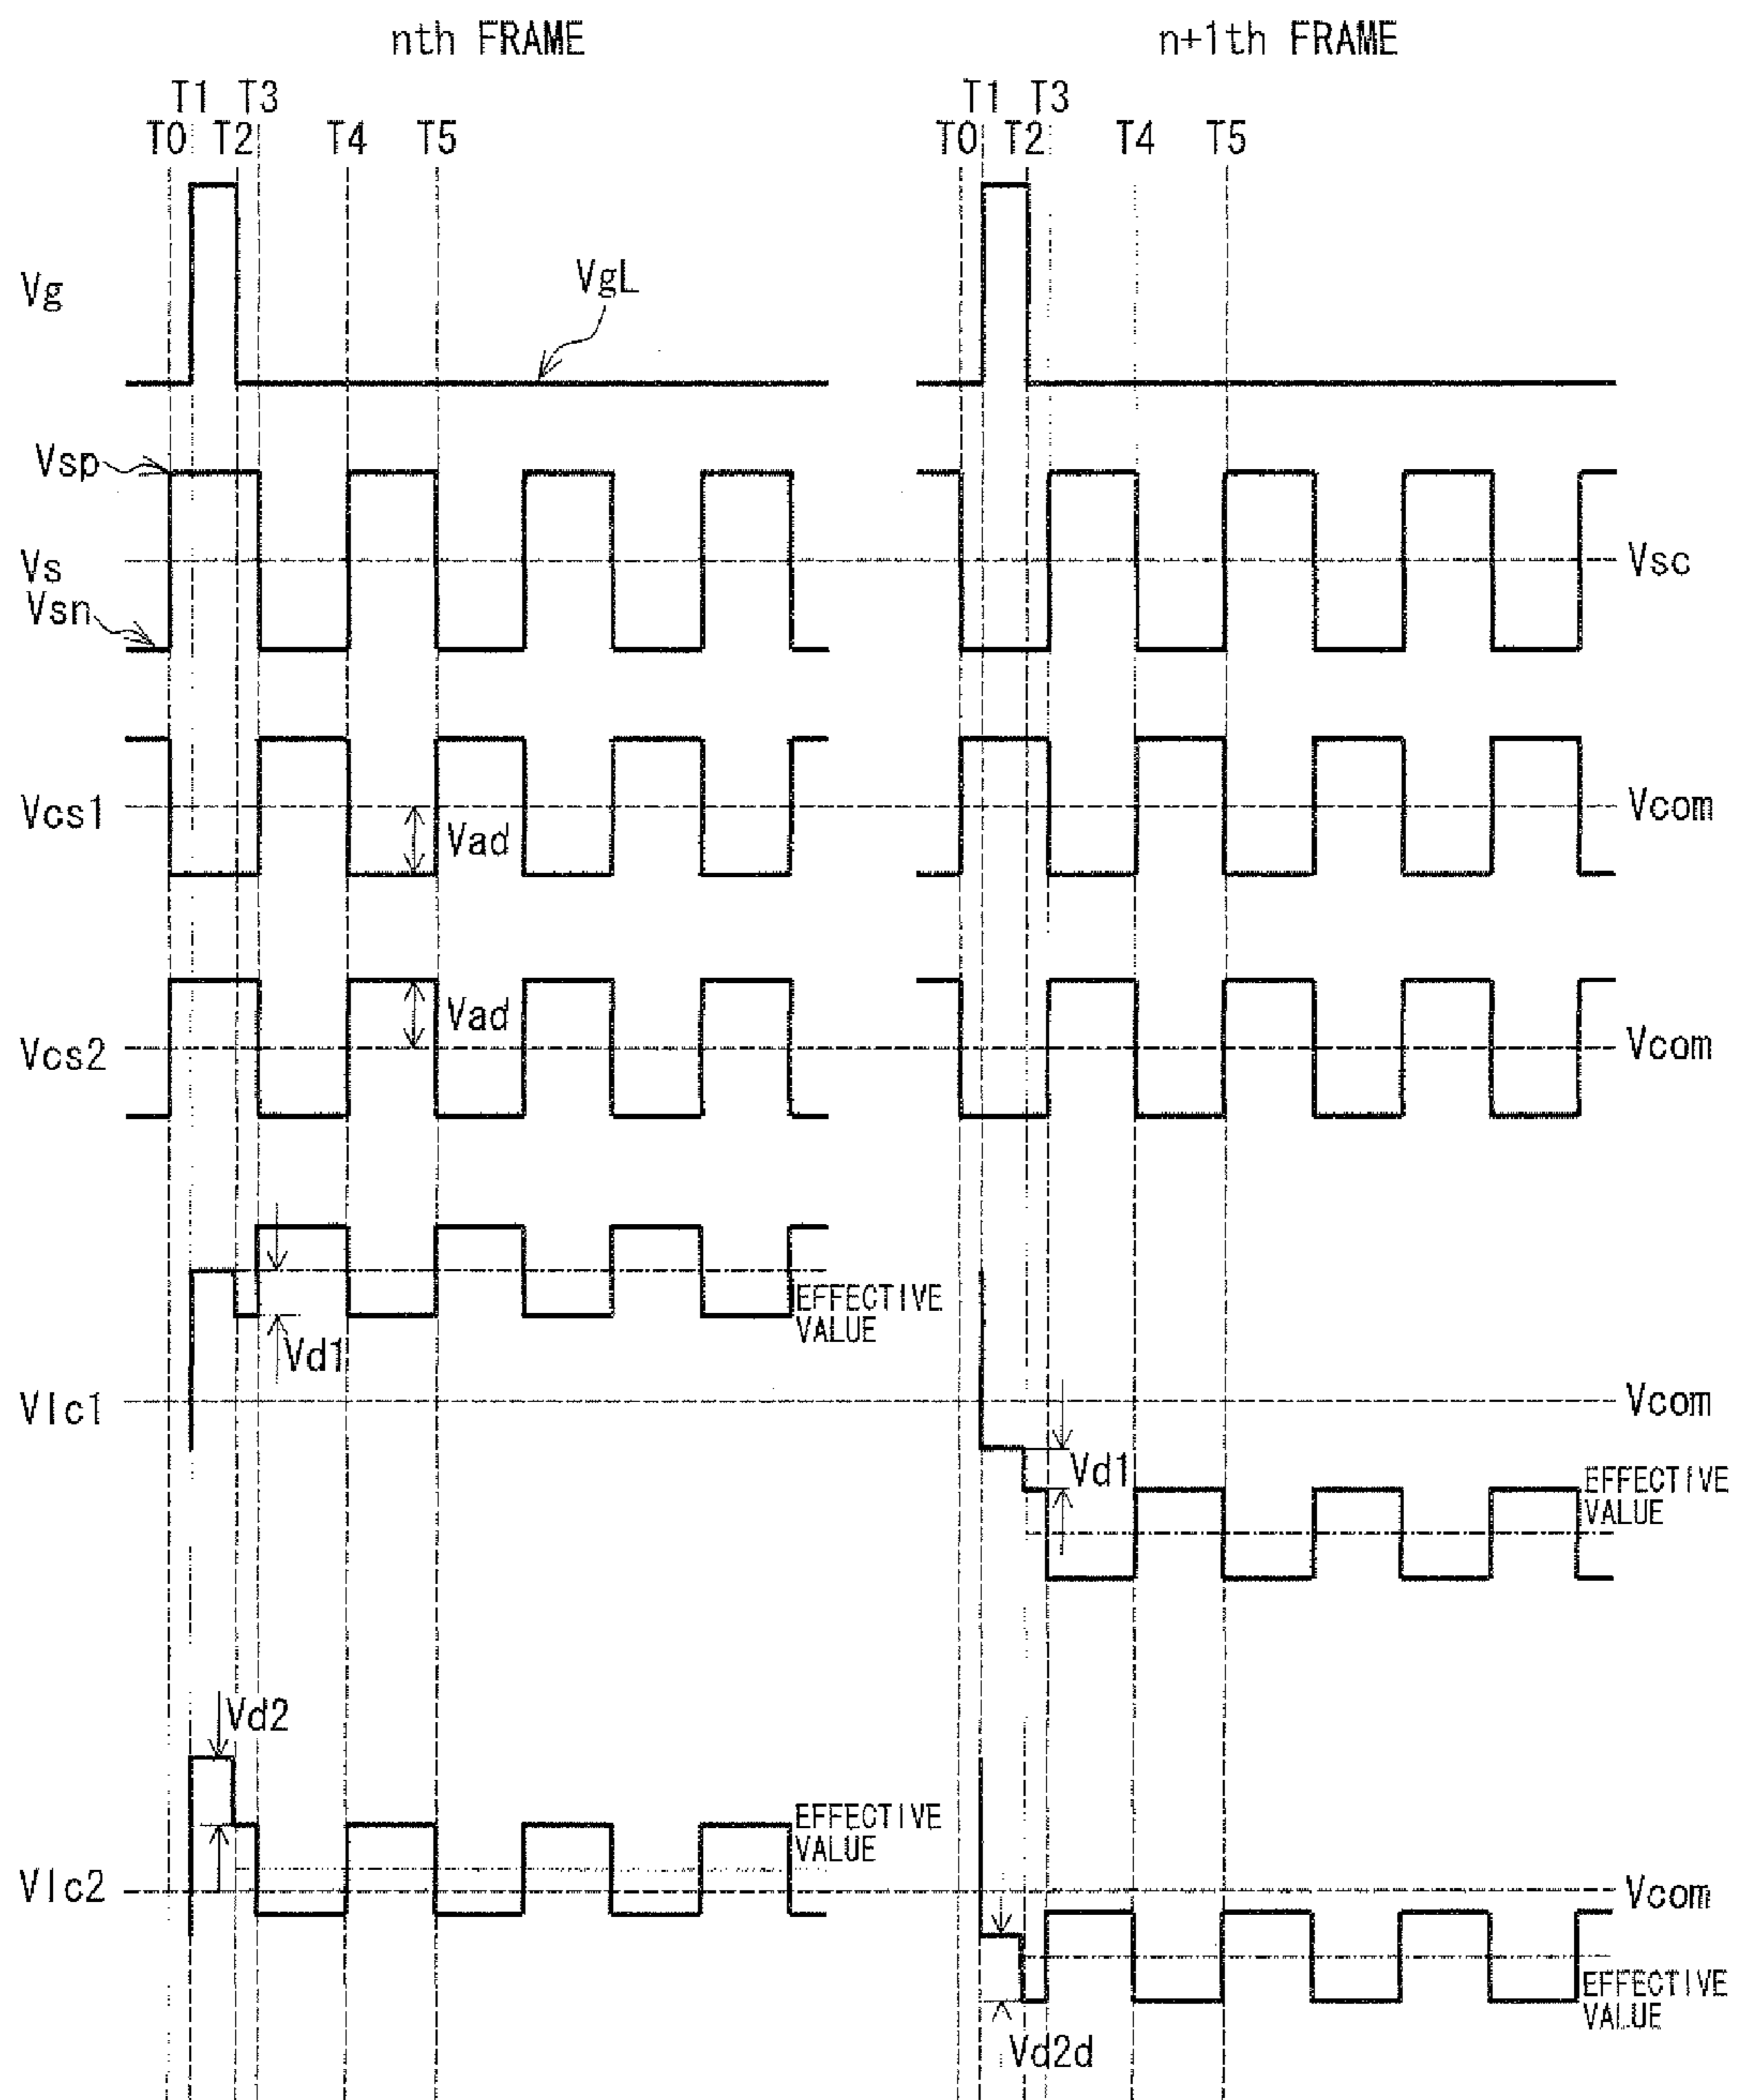 nth FRAME
n+1th FRAME
T1 T3
T0 T2 T4 T5
T1 T3
T0 T2 T4 T5
Vg
VgL
Vsp
Vs
Vsn
Vsc
Vcs1
Vad
Vcom
Vcs2
Vad
Vcom
EFFECTIVE
VALUE
Vd1
Vlc1
Vcom
Vd1
EFFECTIVE
VALUE
Vd2
EFFECTIVE
VALUE
Vlc2
Vcom
EFFECTIVE
VALUE
Vd2d